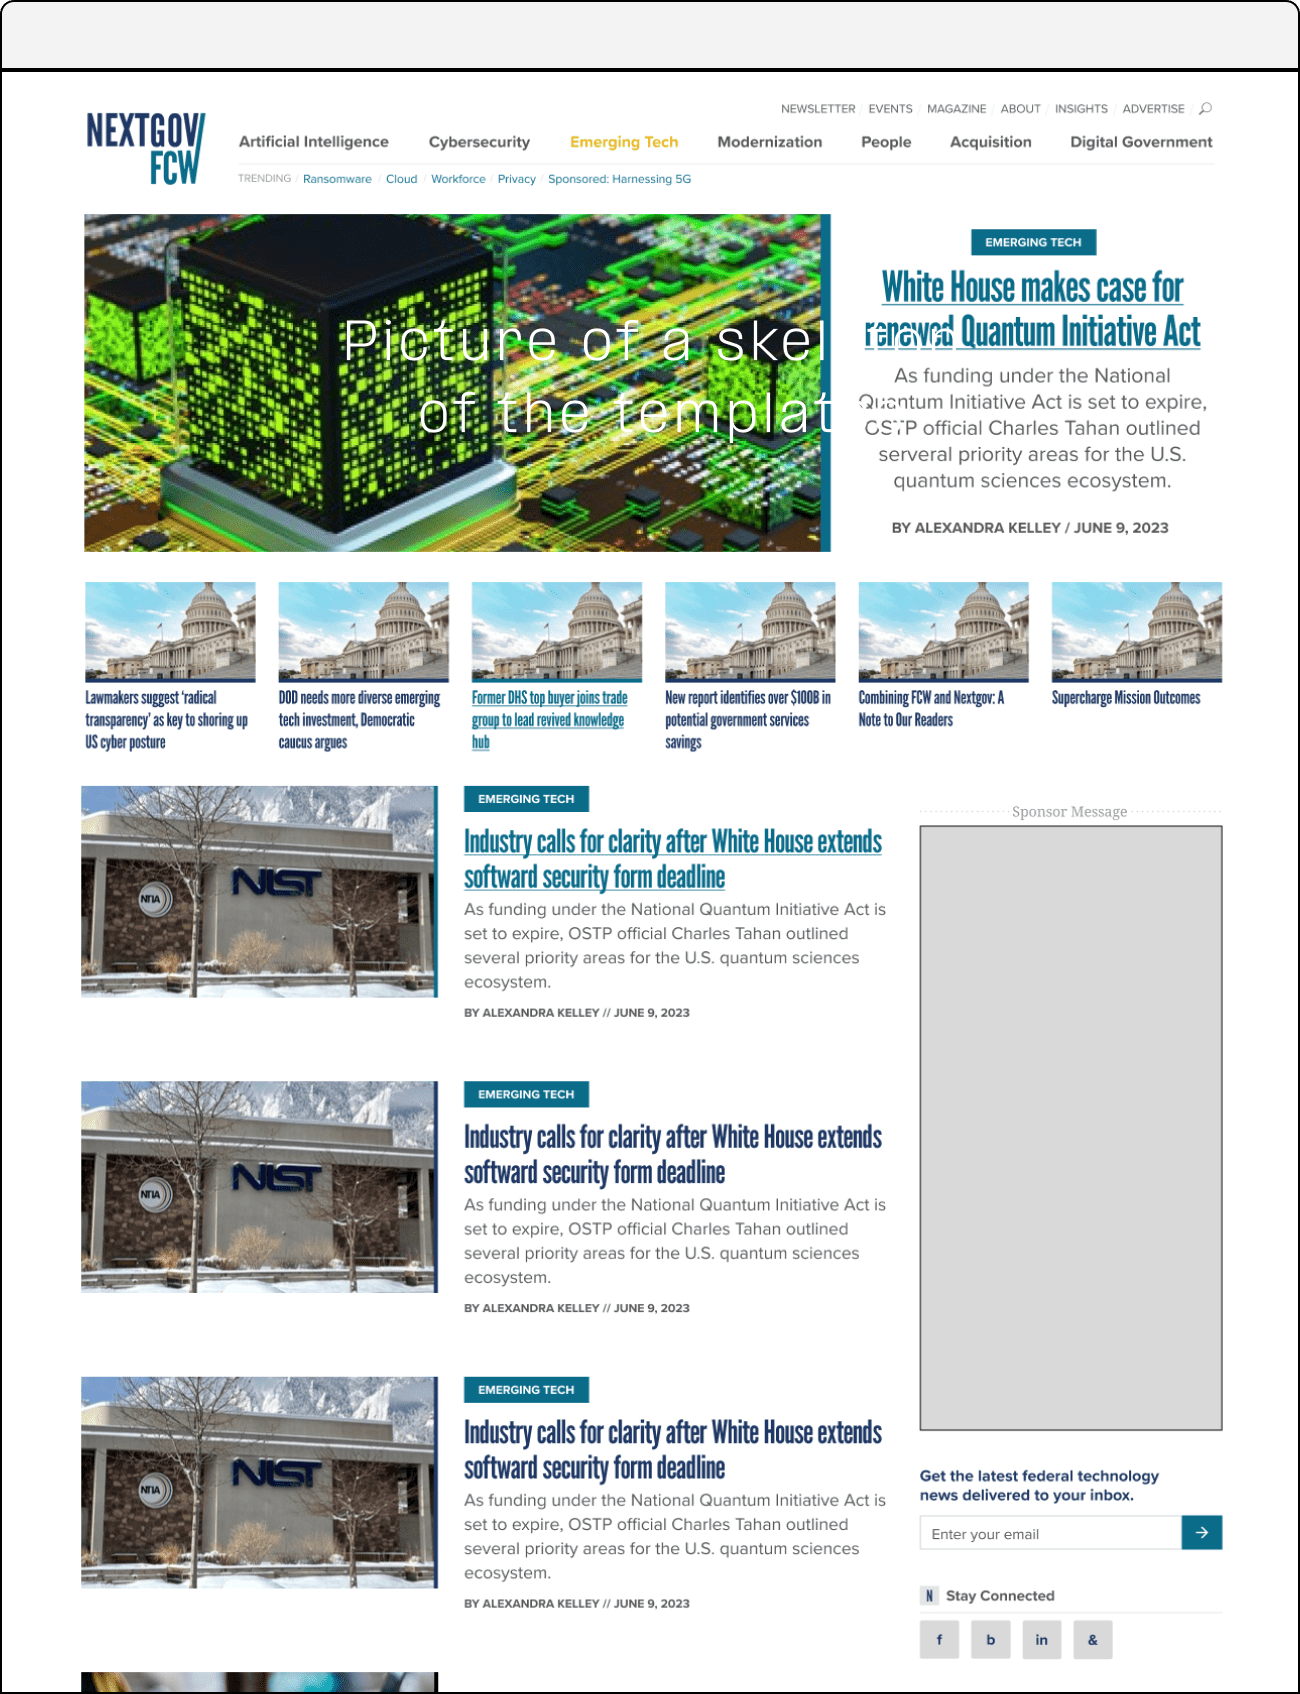 NEWSLETTER / EVENTS / MAGAZINE / ABOUT / INSIGHTS / ADVERTISE /
NEXTGOV/
FCW
Artificial Intelligence Cybersecurity Emerging Tech Modernization People Acquisition Digital Government
TRENDING / Ransomware / Cloud / Workforce / Privacy / Sponsored: Harnessing 5G
Picture of a skeleton
of the template
EMERGING TECH
White House makes case for
renewed Quantum Initiative Act
As funding under the National
Quantum Initiative Act is set to expire,
OSTP official Charles Tahan outlined
serveral priority areas for the U.S.
quantum sciences ecosystem.
BY ALEXANDRA KELLEY / JUNE 9, 2023
Lawmakers suggest ‘radical
transparency’ as key to shoring up
US cyber posture
DOD needs more diverse emerging
tech investment, Democratic
caucus argues
Former DHS top buyer joins trade
group to lead revived knowledge
hub
New report identifies over $100B in
potential government services
savings
Combining FCW and Nextgov: A
Note to Our Readers
Supercharge Mission Outcomes
NIST
NTIA
EMERGING TECH
Industry calls for clarity after White House extends
softward security form deadline
As funding under the National Quantum Initiative Act is
set to expire, OSTP official Charles Tahan outlined
several priority areas for the U.S. quantum sciences
ecosystem.
BY ALEXANDRA KELLEY // JUNE 9, 2023
NIST
NTIA
EMERGING TECH
Industry calls for clarity after White House extends
softward security form deadline
As funding under the National Quantum Initiative Act is
set to expire, OSTP official Charles Tahan outlined
several priority areas for the U.S. quantum sciences
ecosystem.
BY ALEXANDRA KELLEY // JUNE 9, 2023
NIST
NTIA
EMERGING TECH
Industry calls for clarity after White House extends
softward security form deadline
As funding under the National Quantum Initiative Act is
set to expire, OSTP official Charles Tahan outlined
several priority areas for the U.S. quantum sciences
ecosystem.
BY ALEXANDRA KELLEY // JUNE 9, 2023
Sponsor Message
Get the latest federal technology
news delivered to your inbox.
Enter your email
N Stay Connected
f b in &